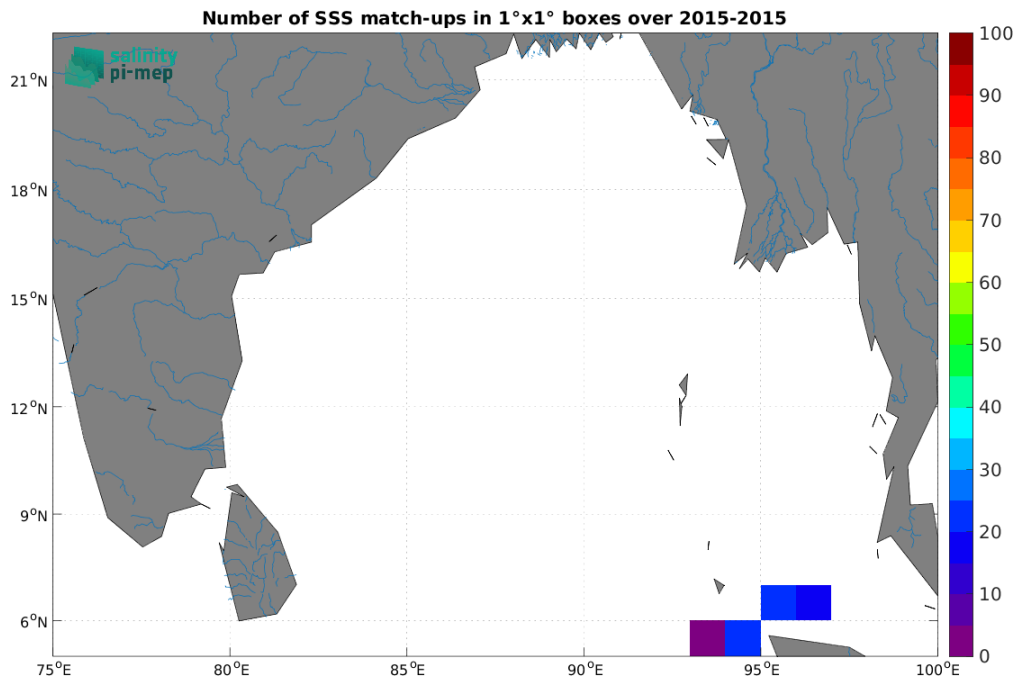 Number of SSS match-ups in 1°x1° boxes over 2015-2015
salinity
pi-mep
21°N
18°N
15°N
12°N
9°N
6°N
75°E 80°E 85°E 90°E 95°E 100°E
100
90
80
70
60
50
40
30
20
10
0